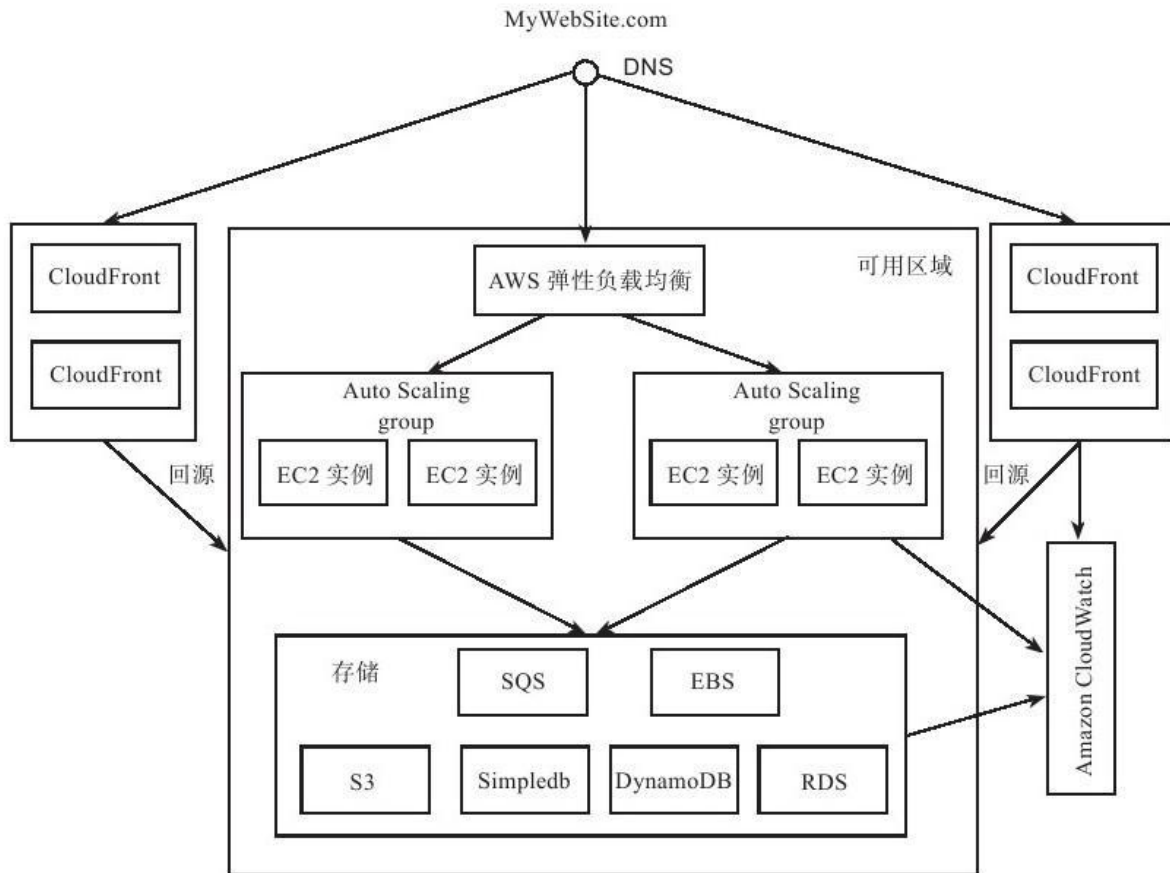 MyWebSite.com
DNS
CloudFront
CloudFront
AWS 弹性负载均衡
可用区域
CloudFront
CloudFront
Auto Scaling
group
EC2 实例
EC2 实例
Auto Scaling
group
EC2 实例
EC2 实例
回源
回源
存储
SQS
EBS
S3
Simpledb
DynamoDB
RDS
Amazon CloudWatch